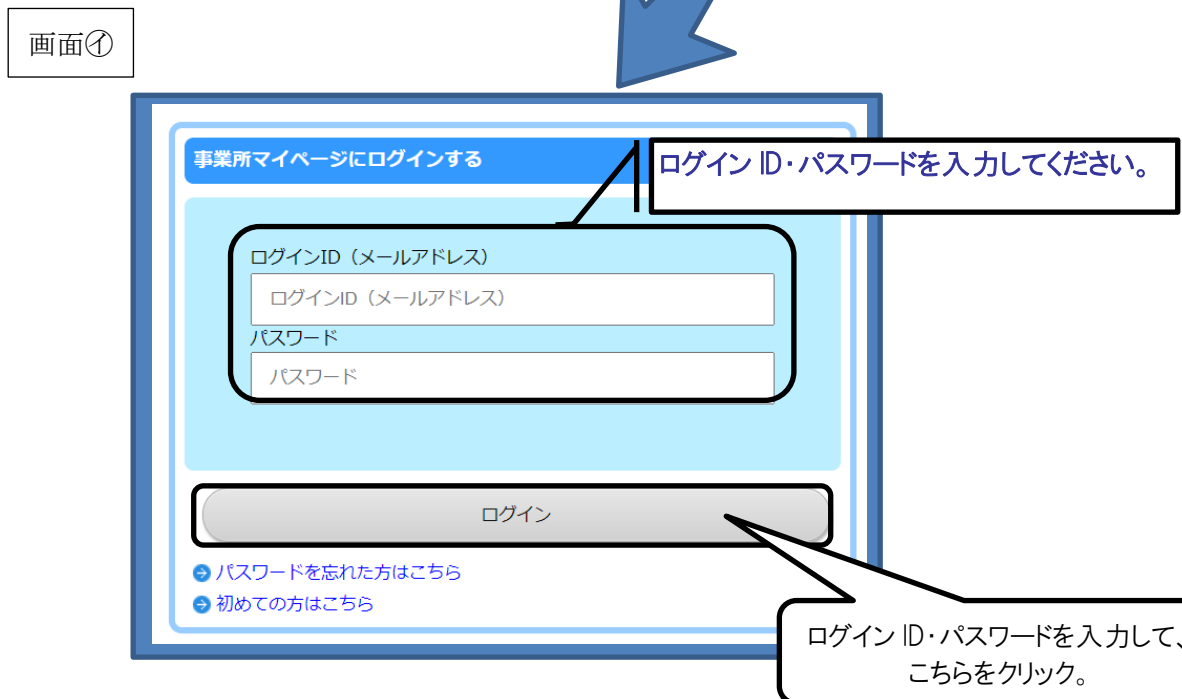 画面㋑
事業所マイページにログインする
ログイン ID・パスワードを入力してください。
ログインID（メールアドレス）
ログインID（メールアドレス）
パスワード
パスワード
ログイン
パスワードを忘れた方はこちら
初めての方はこちら
ログイン ID・パスワードを入力して、
こちらをクリック。